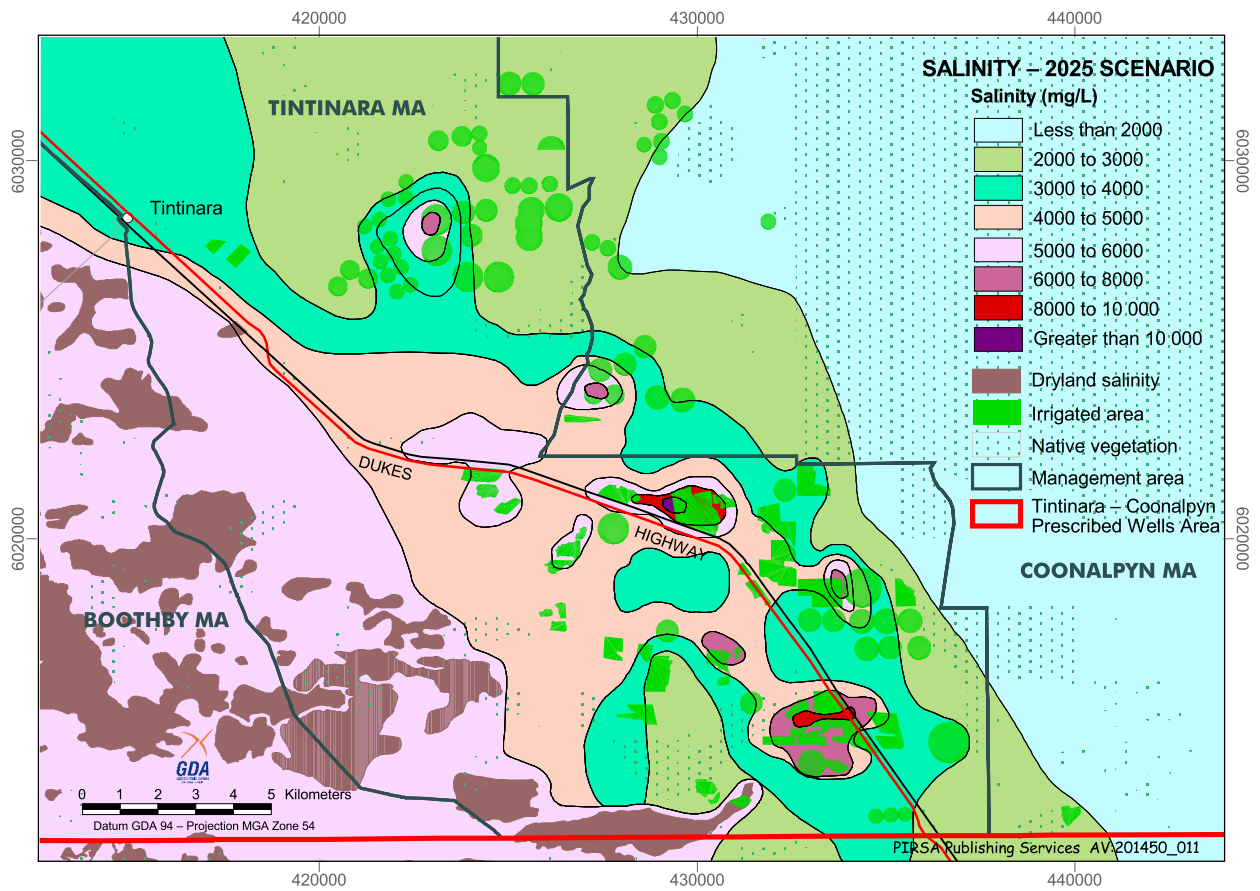 420000
430000
440000
SALINITY – 2025 SCENARIO
Salinity (mg/L)
Less than 2000
2000 to 3000
3000 to 4000
4000 to 5000
5000 to 6000
6000 to 8000
8000 to 10 000
Greater than 10 000
Dryland salinity
Irrigated area
Native vegetation
Management area
Tintinara – Coonalpyn
Prescribed Wells Area
TINTINARA MA
6030000
6030000
Tintinara
DUKES
HIGHWAY
6020000
6020000
COONALPYN MA
BOOTHBY MA
GDA
0 1 2 3 4 5 Kilometers
Datum GDA 94 – Projection MGA Zone 54
PIRSA Publishing Services AV:201450_011
420000
430000
440000